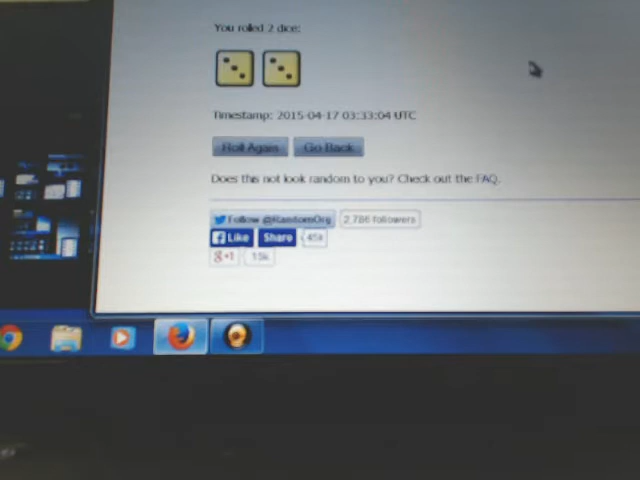 You rolled 2 dice:
Timestamp: 2015-04-17 03:33:04 UTC
Roll Again Go Back
Does this not look random to you? Check out the FAQ.
Follow @RandomOrg 2,786 followers
Like Share 45k
g+1 15k